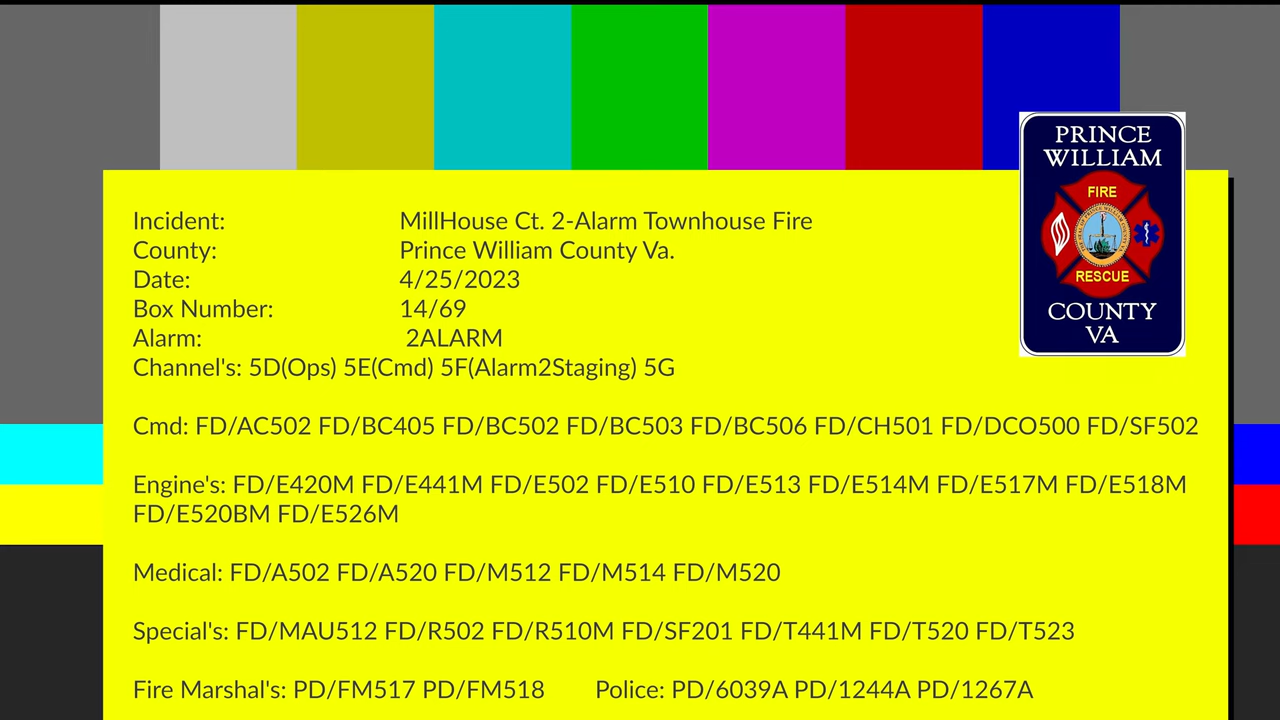 PRINCE
WILLIAM
FIRE
RESCUE
COUNTY
VA
Incident: MillHouse Ct. 2-Alarm Townhouse Fire
County: Prince William County Va.
Date: 4/25/2023
Box Number: 14/69
Alarm: 2ALARM
Channel's: 5D(Ops) 5E(Cmd) 5F(Alarm2Staging) 5G
Cmd: FD/AC502 FD/BC405 FD/BC502 FD/BC503 FD/BC506 FD/CH501 FD/DCO500 FD/SF502
Engine's: FD/E420M FD/E441M FD/E502 FD/E510 FD/E513 FD/E514M FD/E517M FD/E518M
FD/E520BM FD/E526M
Medical: FD/A502 FD/A520 FD/M512 FD/M514 FD/M520
Special's: FD/MAU512 FD/R502 FD/R510M FD/SF201 FD/T441M FD/T520 FD/T523
Fire Marshal's: PD/FM517 PD/FM518 Police: PD/6039A PD/1244A PD/1267A